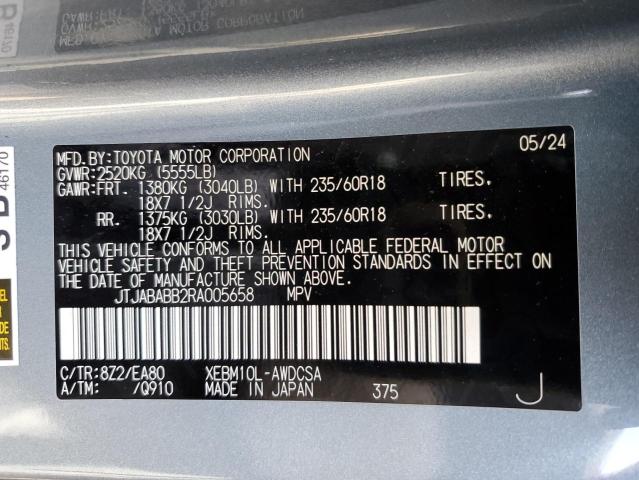 05/24
MFD.BY:TOYOTA MOTOR CORPORATION
GVWR:2520KG (5555LB)
GAWR:FRT. 1380KG (3040LB) WITH 235/60R18 TIRES.
18X7 1/2J RIMS.
RR. 1375KG (3030LB) WITH 235/60R18 TIRES.
18X7 1/2J RIMS.
THIS VEHICLE CONFORMS TO ALL APPLICABLE FEDERAL MOTOR
VEHICLE SAFETY AND THEFT PREVENTION STANDARDS IN EFFECT
ON THE DATE OF MANUFACTURE SHOWN ABOVE.
JTJABABB2RA005658 MPV
C/TR:8Z2/EA80 XEBM10L-AWDCSA
A/TM: /Q910 MADE IN JAPAN 375 J
46170